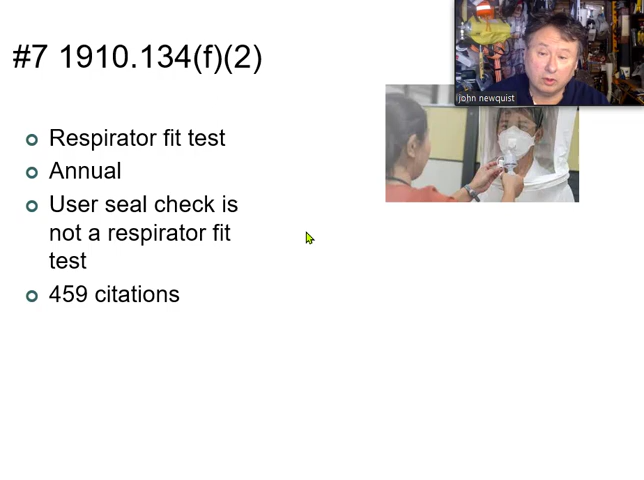 #7 1910.134(f)(2)
john newquist
Respirator fit test
Annual
User seal check is
not a respirator fit
test
459 citations